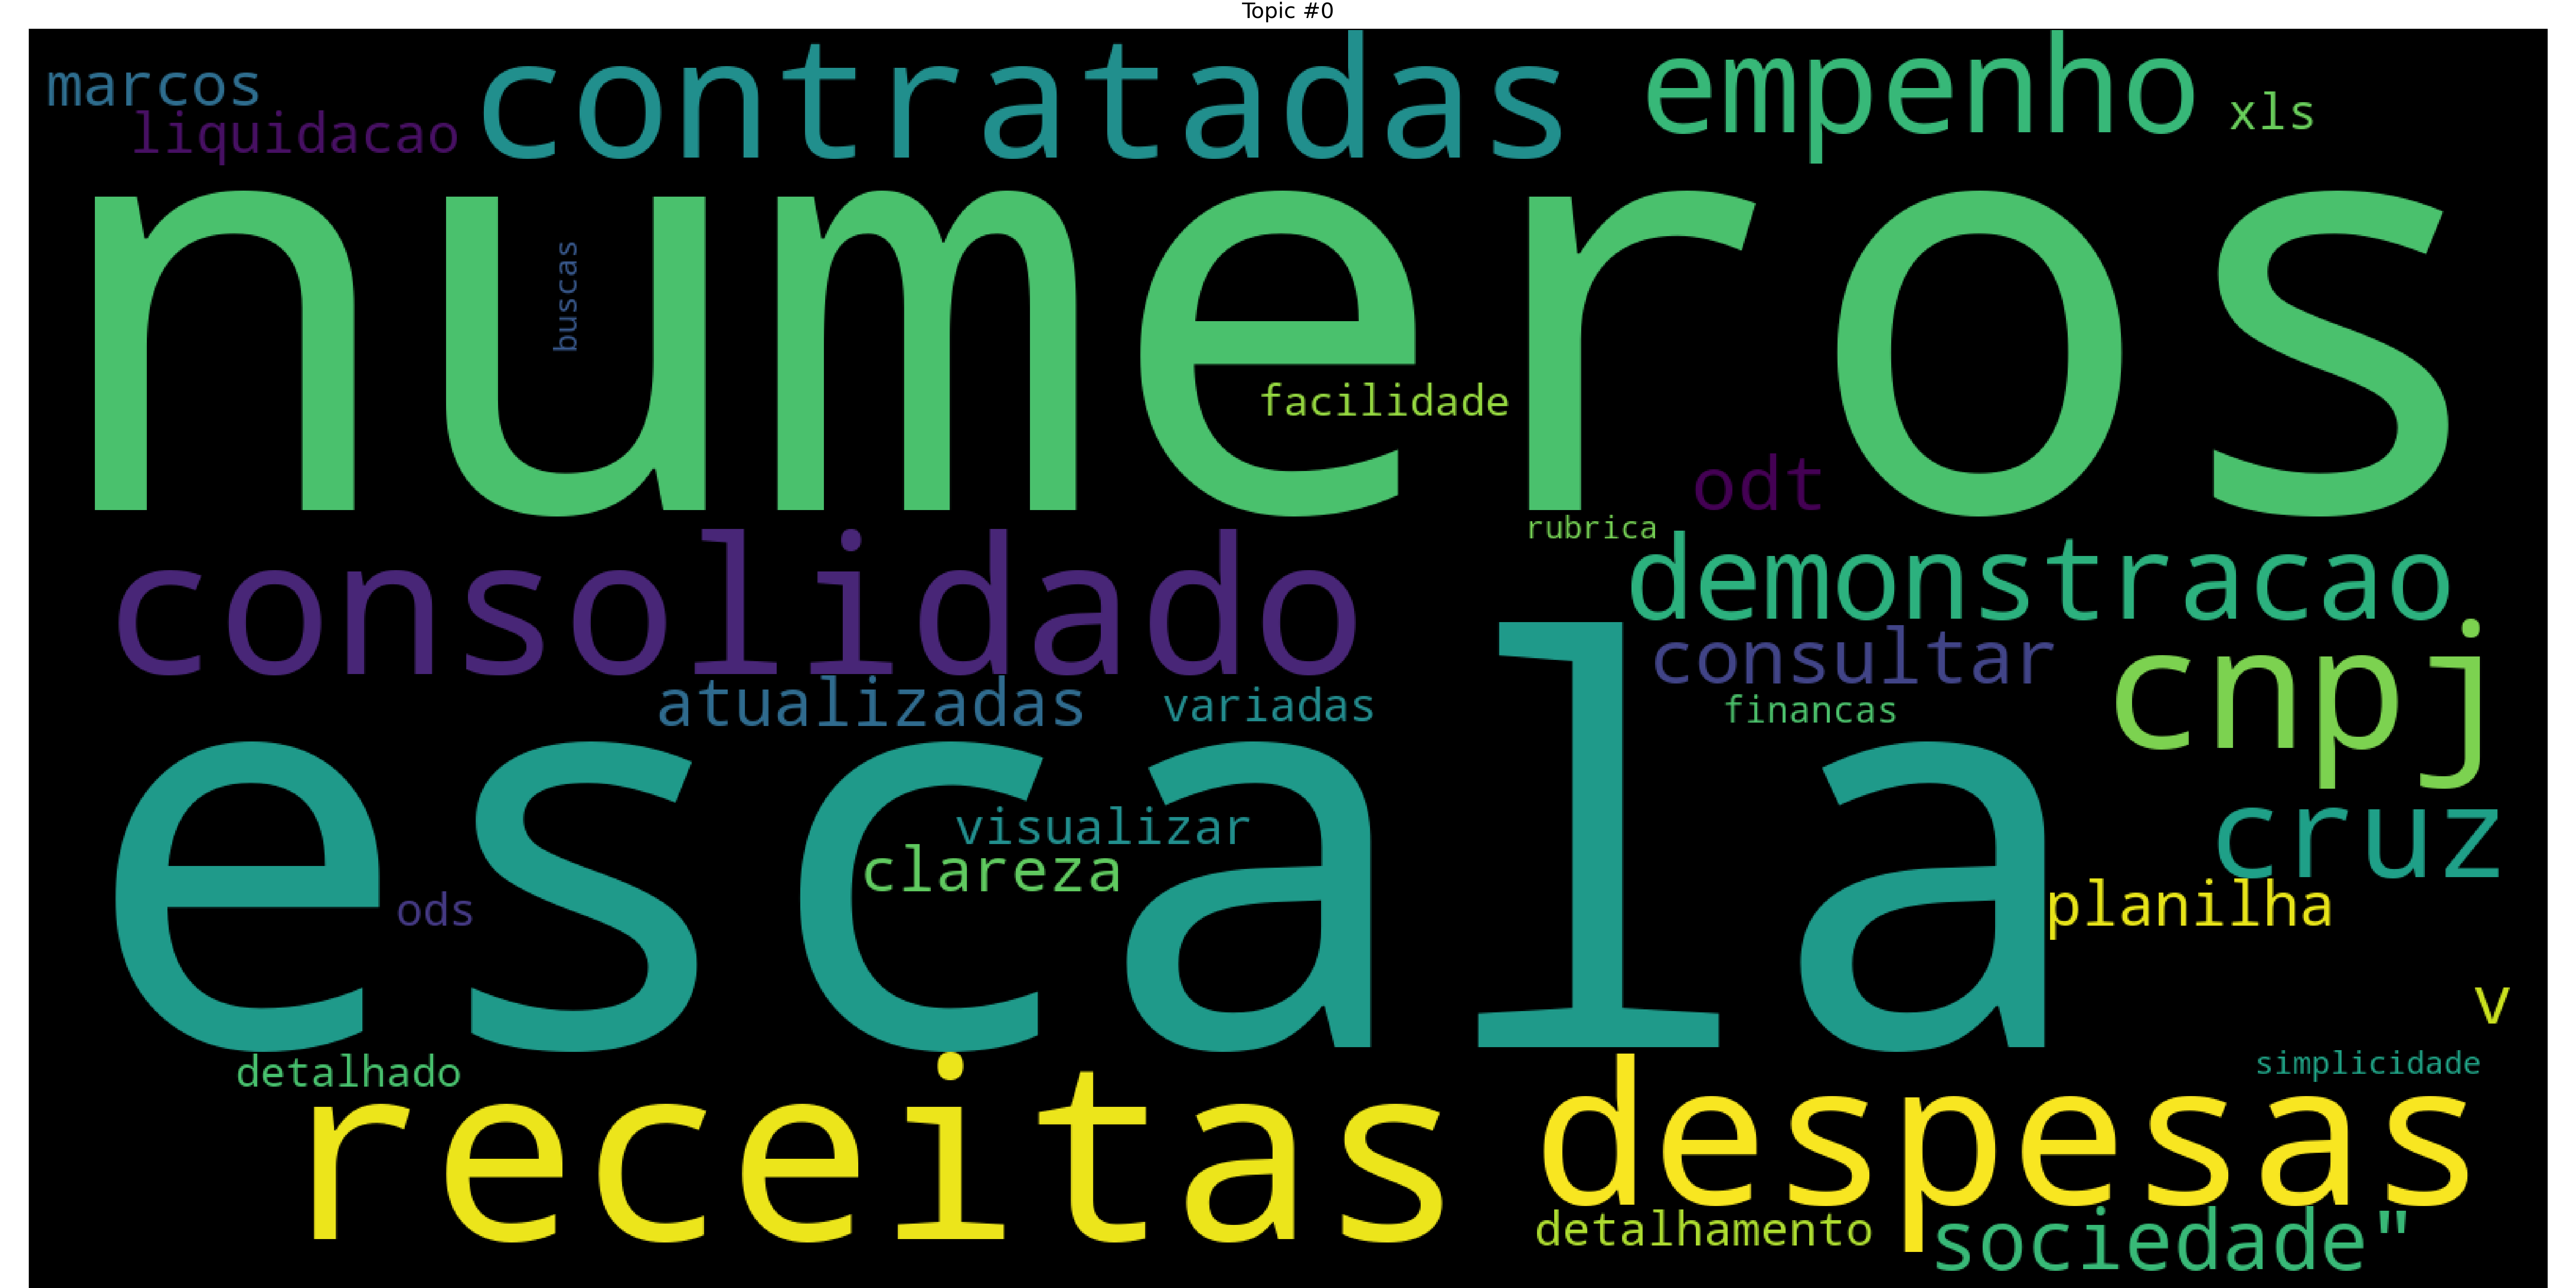 Topic #0
marcos
contratadas
empenho
xls
liquidacao
numeros
buscas
facilidade
odt
rubrica
consolidado
demonstracao
consultar
cnpj
atualizadas
variadas
financas
escala
visualizar
clareza
cruz
ods
planilha
v
detalhado
simplicidade
receitas
despesas
detalhamento
sociedade"